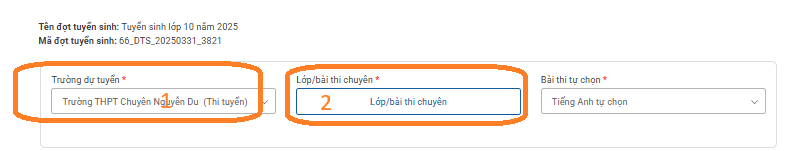 Tên đợt tuyển sinh: Tuyển sinh lớp 10 năm 2025
Mã đợt tuyển sinh: 66_DTS_20250331_3821
Trường dự tuyển *
Lớp/bài thi chuyên *
Bài thi tự chọn *
Trường THPT Chuyên Nguyễn Du (Thi tuyển)
1
2
Lớp/bài thi chuyên
Tiếng Anh tự chọn